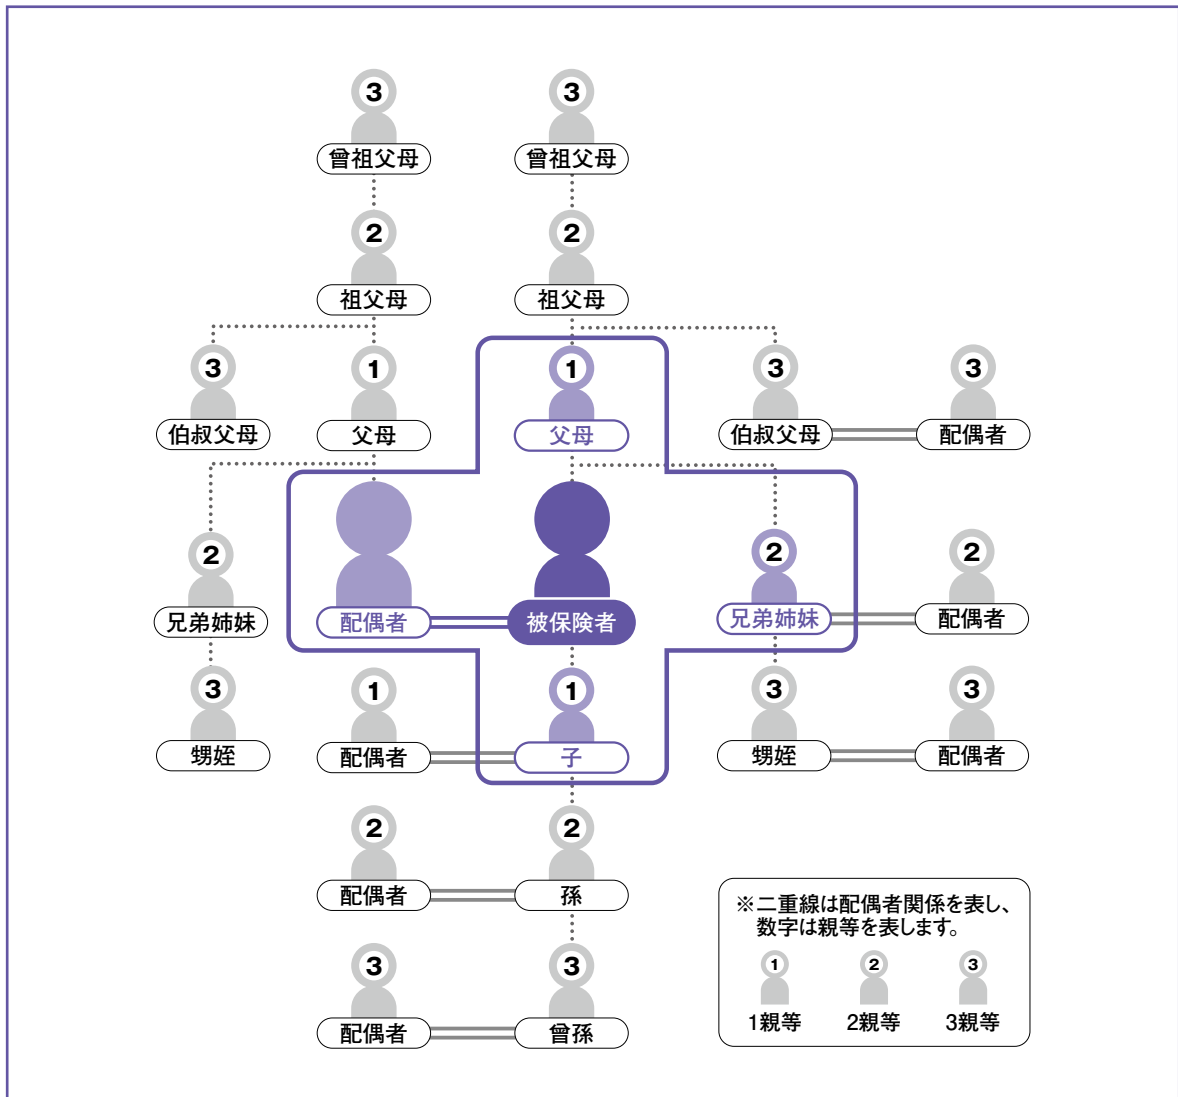 3 3
曾祖父母 曾祖父母
2 2
祖父母 祖父母
3 1 1 3 3
伯叔父母 父母 父母 伯叔父母 配偶者
2 2 2
兄弟姉妹 配偶者 被保険者 兄弟姉妹 配偶者
3 1 1 3 3
甥姪 配偶者 子 甥姪 配偶者
2 2
配偶者 孫
3 3
配偶者 曾孫
※二重線は配偶者関係を表し、
数字は親等を表します。
1 2 3
1親等 2親等 3親等